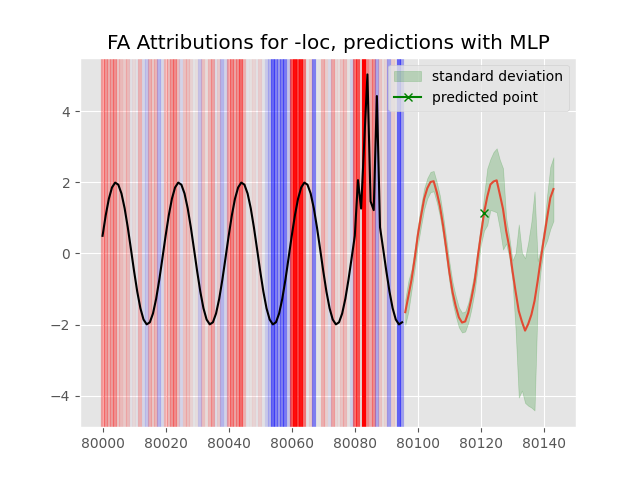 FA Attributions for -loc, predictions with MLP
standard deviation
predicted point
4
2
0
−2
−4
80000 80020 80040 80060 80080 80100 80120 80140